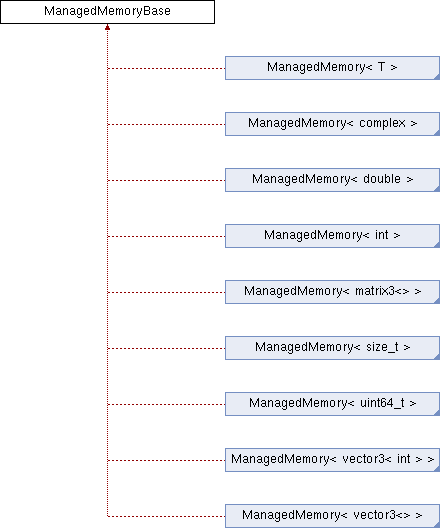 ManagedMemoryBase
ManagedMemory< T >
ManagedMemory< complex >
ManagedMemory< double >
ManagedMemory< int >
ManagedMemory< matrix3<> >
ManagedMemory< size_t >
ManagedMemory< uint64_t >
ManagedMemory< vector3< int > >
ManagedMemory< vector3<> >